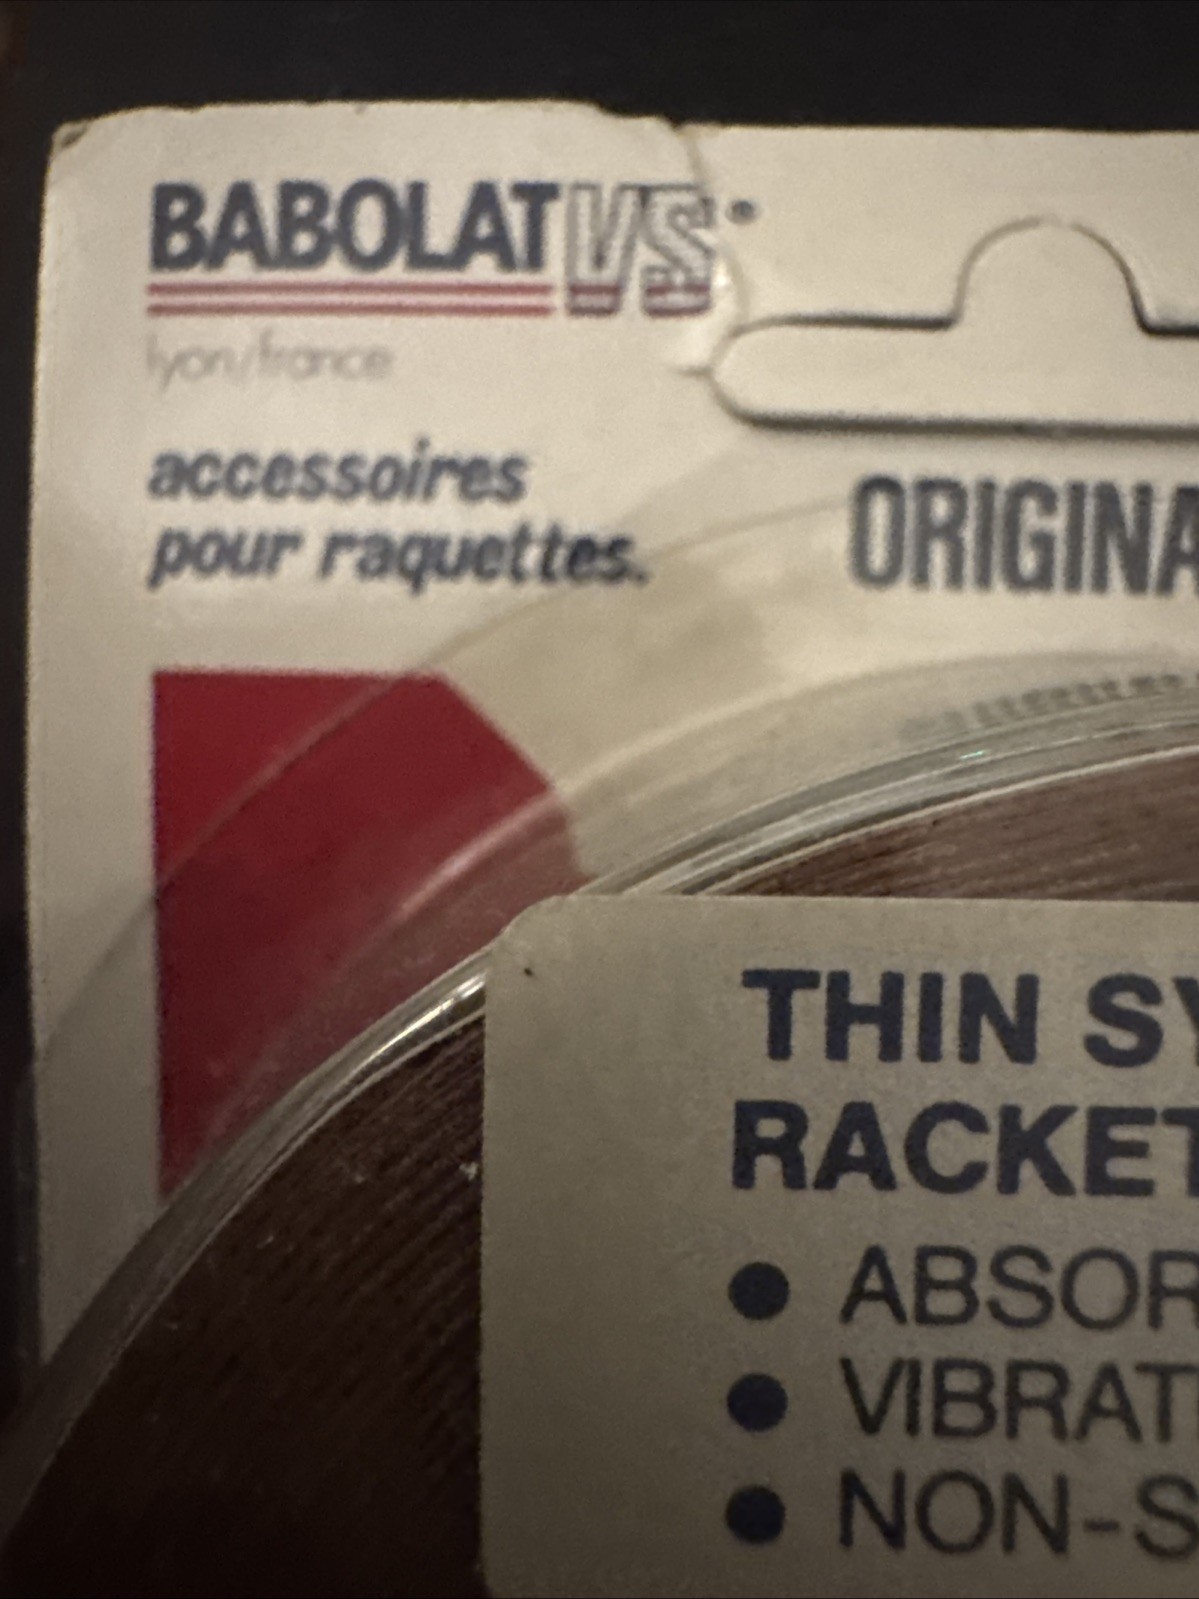 BABOLAT VS
lyon/france
accessoires
pour raquettes.
ORIGINA
THIN SY
RACKET
● ABSOR
● VIBRAT
● NON-S